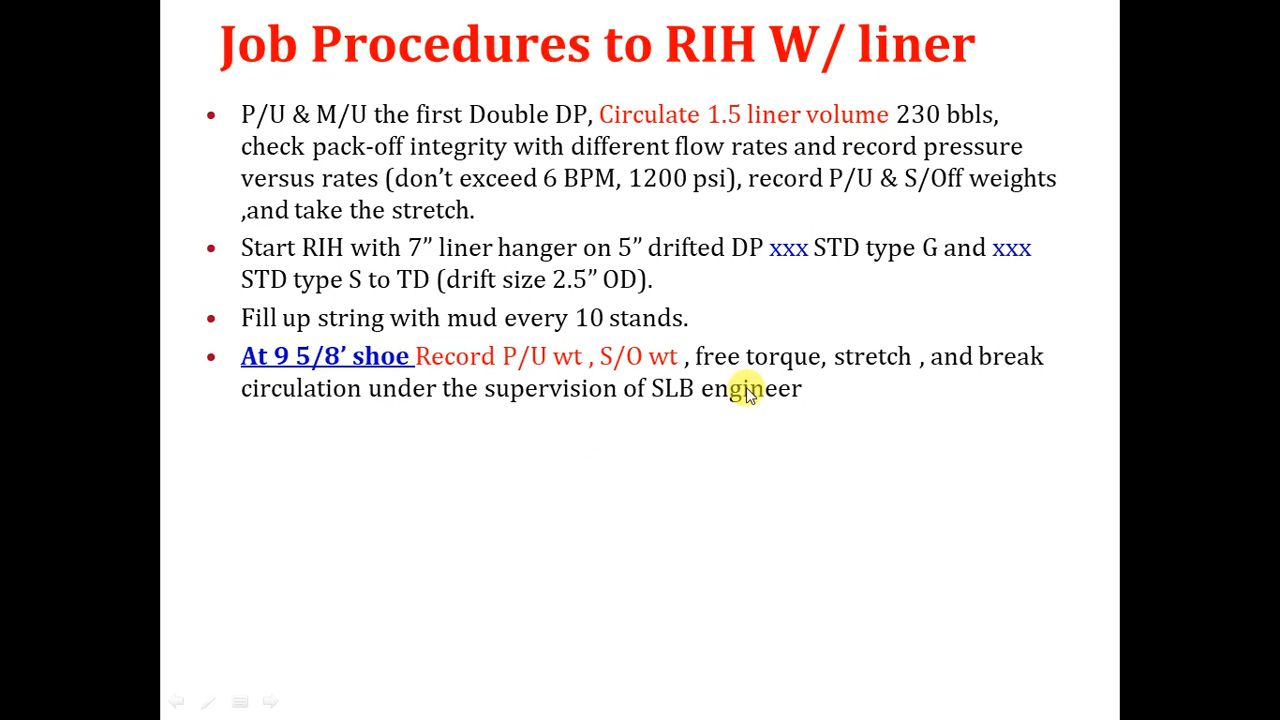 Job Procedures to RIH W/ liner
• P/U & M/U the first Double DP, Circulate 1.5 liner volume 230 bbls,
check pack-off integrity with different flow rates and record pressure
versus rates (don’t exceed 6 BPM, 1200 psi), record P/U & S/Off weights
,and take the stretch.
• Start RIH with 7” liner hanger on 5” drifted DP xxx STD type G and xxx
STD type S to TD (drift size 2.5” OD).
• Fill up string with mud every 10 stands.
• At 9 5/8’ shoe Record P/U wt , S/O wt , free torque, stretch , and break
circulation under the supervision of SLB engineer